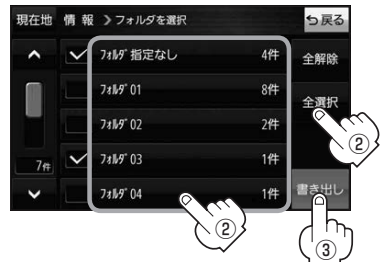 現在地 情報 > フォルダを選択 戻る
フォルダ 指定なし 4件 全解除
フォルダ 01 8件
全選択
フォルダ 02 2件
②
7件 フォルダ 03 1件
フォルダ 04 1件 書き出し
②
③